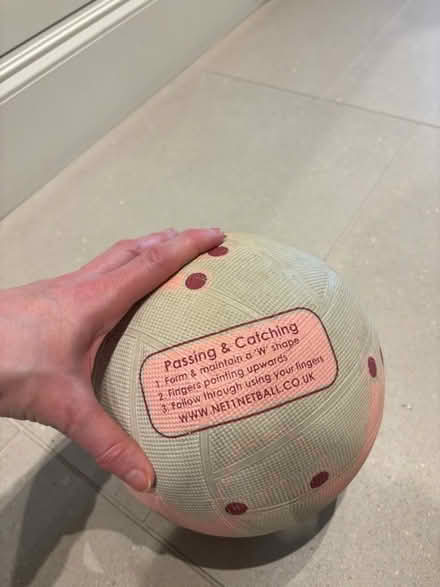 Passing & Catching
1. Form & maintain a 'W' shape
2. Fingers pointing upwards
3. Follow through using your fingers
WWW.NET1NETBALL.CO.UK